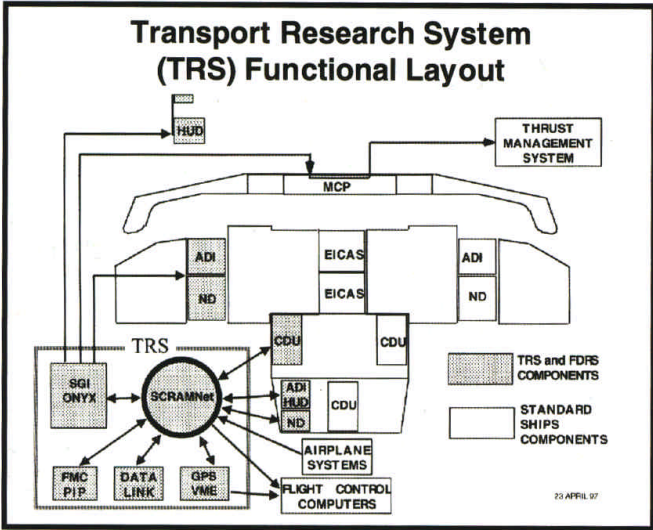 Transport Research System
(TRS) Functional Layout
HUD
THRUST
MANAGEMENT
SYSTEM
MCP
ADI
EICAS
ADI
ND
EICAS
ND
CDU
CDU
TRS
SGI
ONYX
SCRAMNet
ADI
HUD
ND
CDU
TRS and FDRS
COMPONENTS
STANDARD
SHIPS
COMPONENTS
AIRPLANE
SYSTEMS
FMC
PIP
DATA
LINK
GPS
VME
FLIGHT CONTROL
COMPUTERS
23 APRIL 97